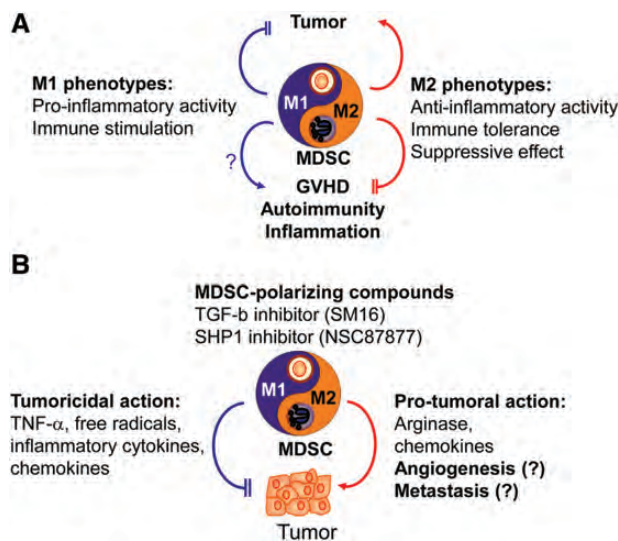 A
Tumor
M1 phenotypes:
Pro-inflammatory activity
Immune stimulation
M1
M2
MDSC
M2 phenotypes:
Anti-inflammatory activity
Immune tolerance
Suppressive effect
?
GVHD
Autoimmunity
Inflammation
B
MDSC-polarizing compounds
TGF-b inhibitor (SM16)
SHP1 inhibitor (NSC87877)
M1
M2
MDSC
Tumoricidal action:
TNF-α, free radicals,
inflammatory cytokines,
chemokines
Pro-tumoral action:
Arginase,
chemokines
Angiogenesis (?)
Metastasis (?)
Tumor